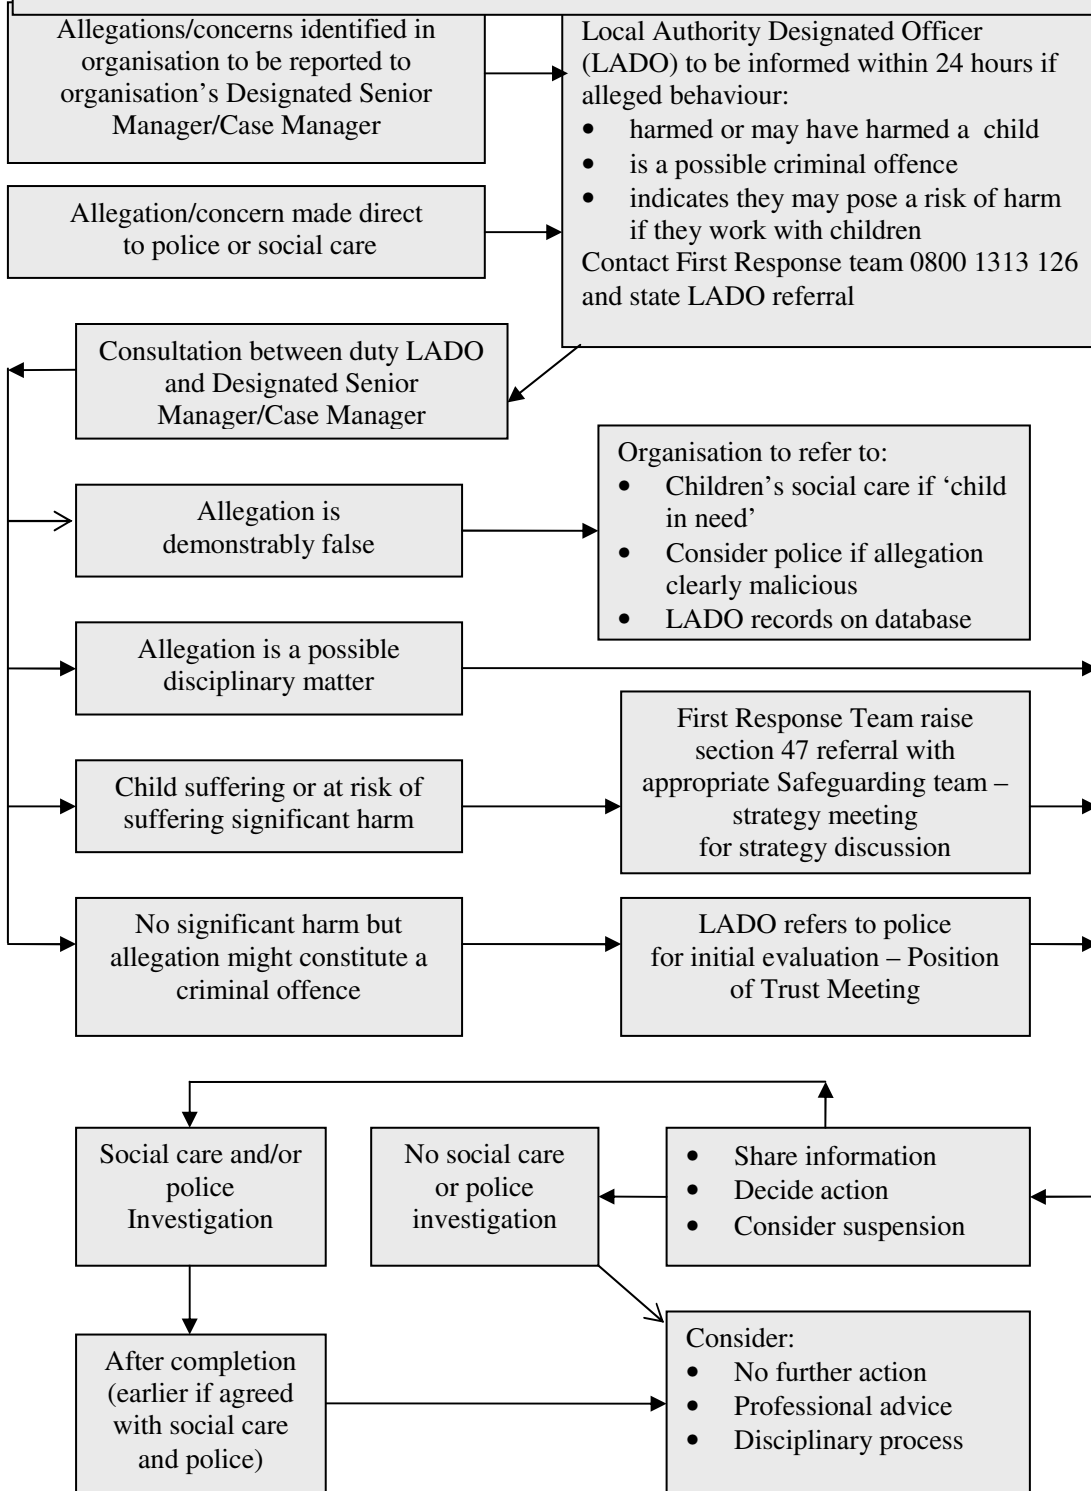 Allegations/concerns identified in
organisation to be reported to
organisation's Designated Senior
Manager/Case Manager
Local Authority Designated Officer
(LADO) to be informed within 24 hours if
alleged behaviour:
• harmed or may have harmed a child
• is a possible criminal offence
• indicates they may pose a risk of harm
if they work with children
Contact First Response team 0800 1313 126
and state LADO referral
Allegation/concern made direct
to police or social care
Consultation between duty LADO
and Designated Senior
Manager/Case Manager
Allegation is
demonstrably false
Organisation to refer to:
• Children's social care if ‘child
in need’
• Consider police if allegation
clearly malicious
• LADO records on database
Allegation is a possible
disciplinary matter
Child suffering or at risk of
suffering significant harm
First Response Team raise
section 47 referral with
appropriate Safeguarding team –
strategy meeting
for strategy discussion
No significant harm but
allegation might constitute a
criminal offence
LADO refers to police
for initial evaluation – Position
of Trust Meeting
Social care and/or
police
Investigation
No social care
or police
investigation
• Share information
• Decide action
• Consider suspension
After completion
(earlier if agreed
with social care
and police)
Consider:
• No further action
• Professional advice
• Disciplinary process